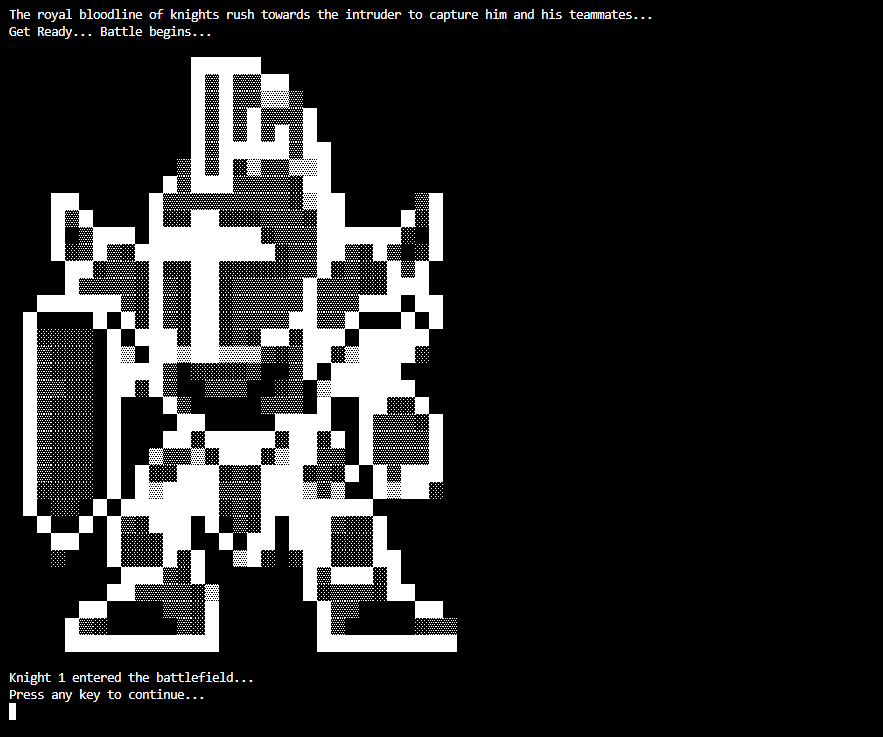 The royal bloodline of knights rush towards the intruder to capture him and his teammates...
Get Ready... Battle begins...
Knight 1 entered the battlefield...
Press any key to continue...